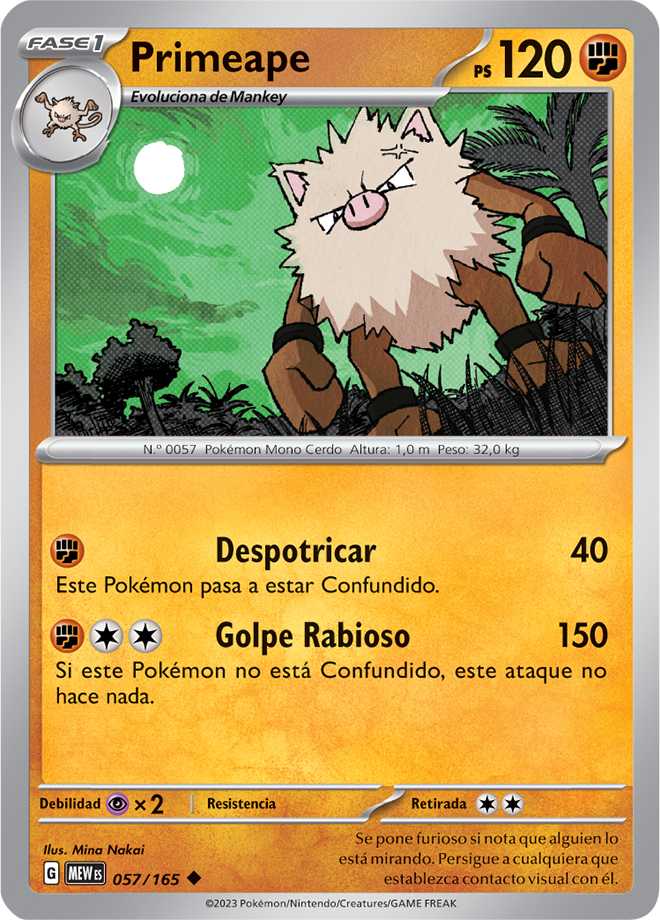 FASE 1
Primeape
PS 120
Evoluciona de Mankey
N.º 0057 Pokémon Mono Cerdo Altura: 1,0 m Peso: 32,0 kg
Despotricar 40
Este Pokémon pasa a estar Confundido.
Golpe Rabioso 150
Si este Pokémon no está Confundido, este ataque no
hace nada.
Debilidad × 2 Resistencia Retirada
Ilus. Mina Nakai
G MEW ES 057/165
Se pone furioso si nota que alguien lo
está mirando. Persigue a cualquiera que
establezca contacto visual con él.
©2023 Pokémon/Nintendo/Creatures/GAME FREAK